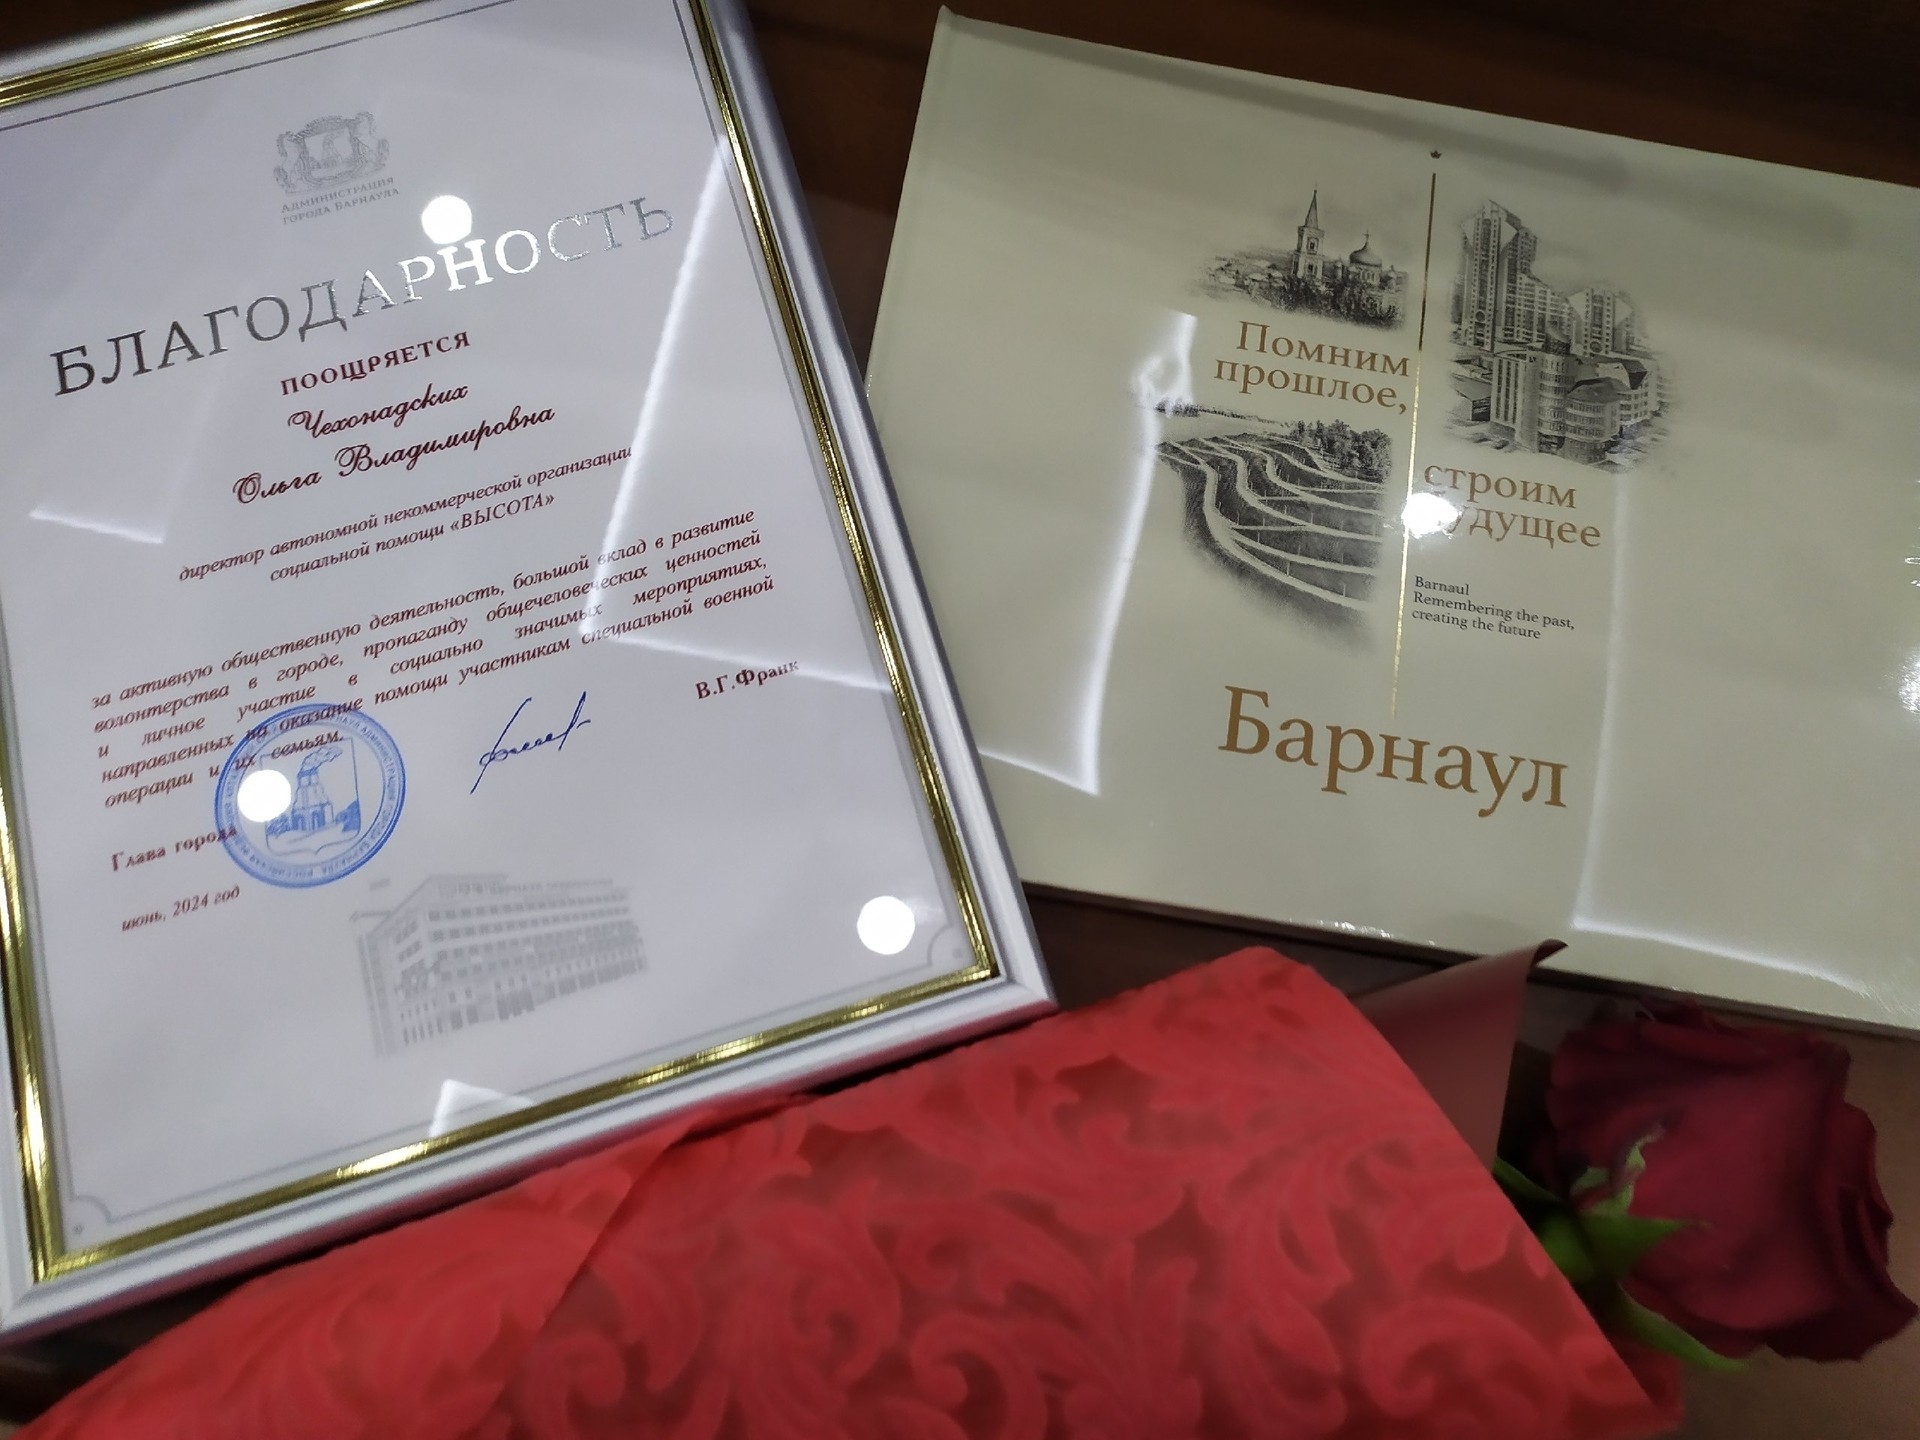 АДМИНИСТРАЦИЯ
ГОРОДА БАРНАУЛА
БЛАГОДАРНОСТЬ
ПООЩРЯЕТСЯ
Чехонадских
Ольга Владимировна
директор автономной некоммерческой организации
социальной помощи «ВЫСОТА»
за активную общественную деятельность, большой вклад в развитие
волонтерства в городе, пропаганду общечеловеческих ценностей
и личное участие в социально значимых мероприятиях,
направленных на оказание помощи участникам специальной военной
операции и их семьям.
Глава города
В.Г.Франк
июнь, 2024 год
Помним
прошлое,
строим
будущее
Barnaul
Remembering the past,
creating the future
Барнаул